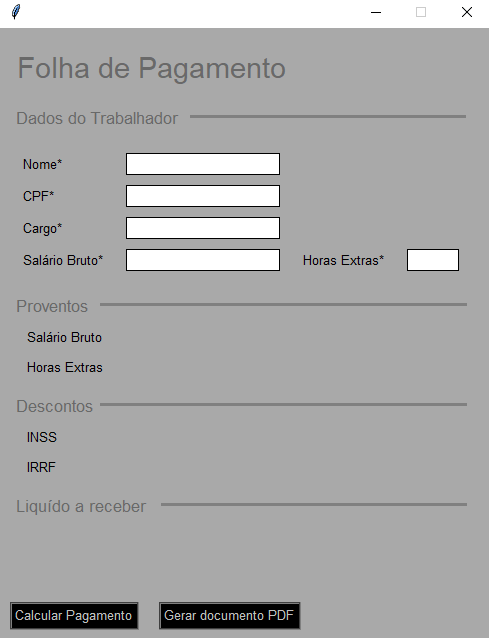 Folha de Pagamento
Dados do Trabalhador
Nome*
CPF*
Cargo*
Salário Bruto* Horas Extras*
Proventos
Salário Bruto
Horas Extras
Descontos
INSS
IRRF
Liquído a receber
Calcular Pagamento Gerar documento PDF